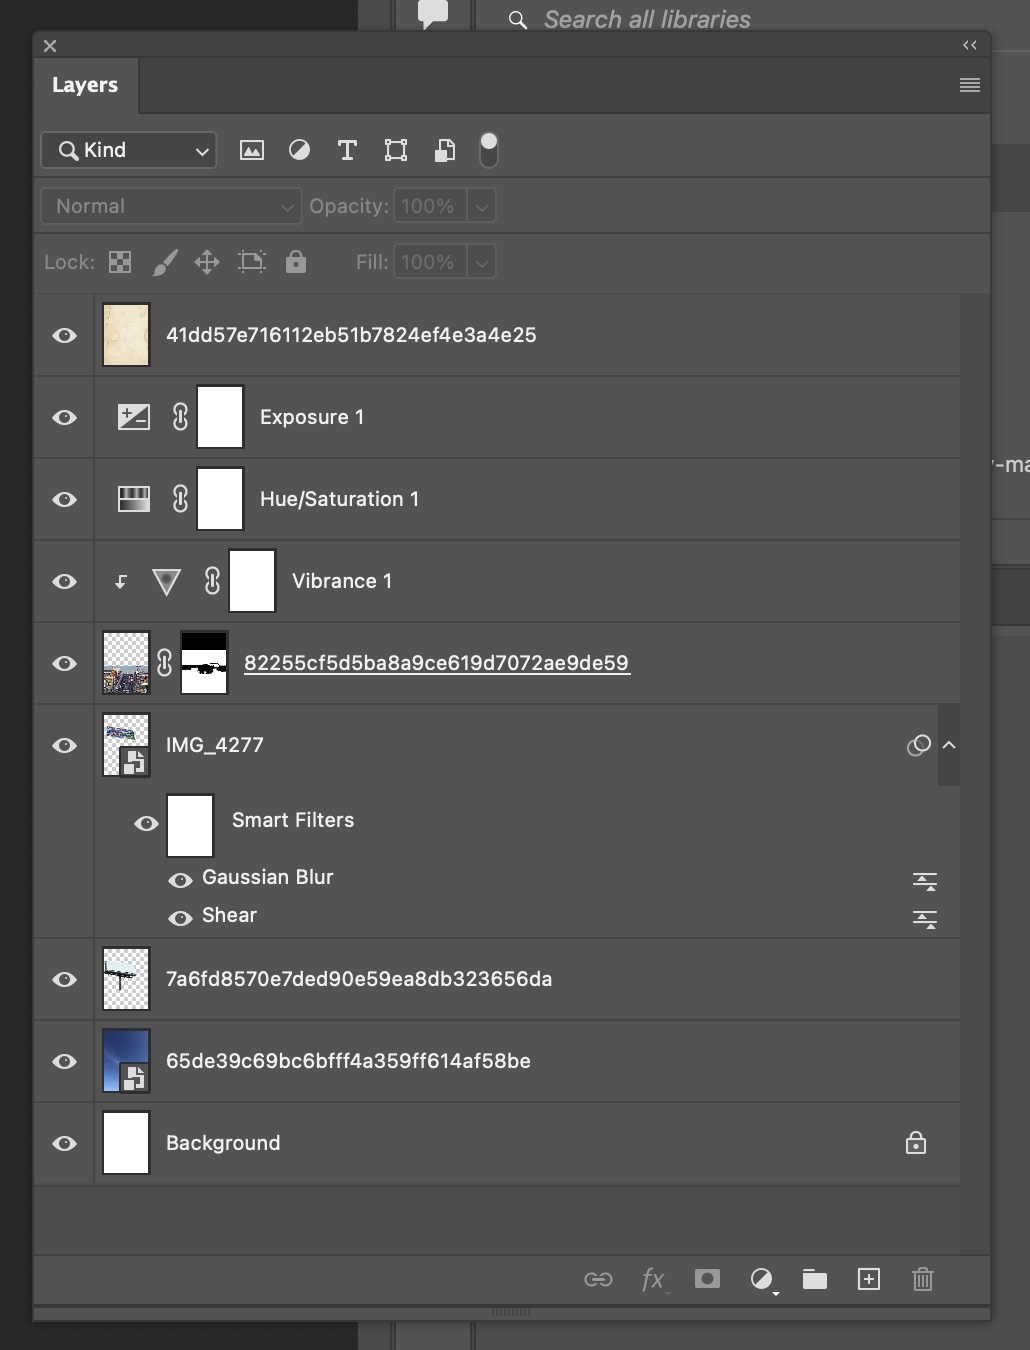 Search all libraries
Layers
Kind
Normal Opacity: 100%
Lock: Fill: 100%
41dd57e716112eb51b7824ef4e3a4e25
Exposure 1
Hue/Saturation 1
Vibrance 1
82255cf5d5ba8a9ce619d7072ae9de59
IMG_4277
Smart Filters
Gaussian Blur
Shear
7a6fd8570e7ded90e59ea8db323656da
65de39c69bc6bfff4a359ff614af58be
Background
fx